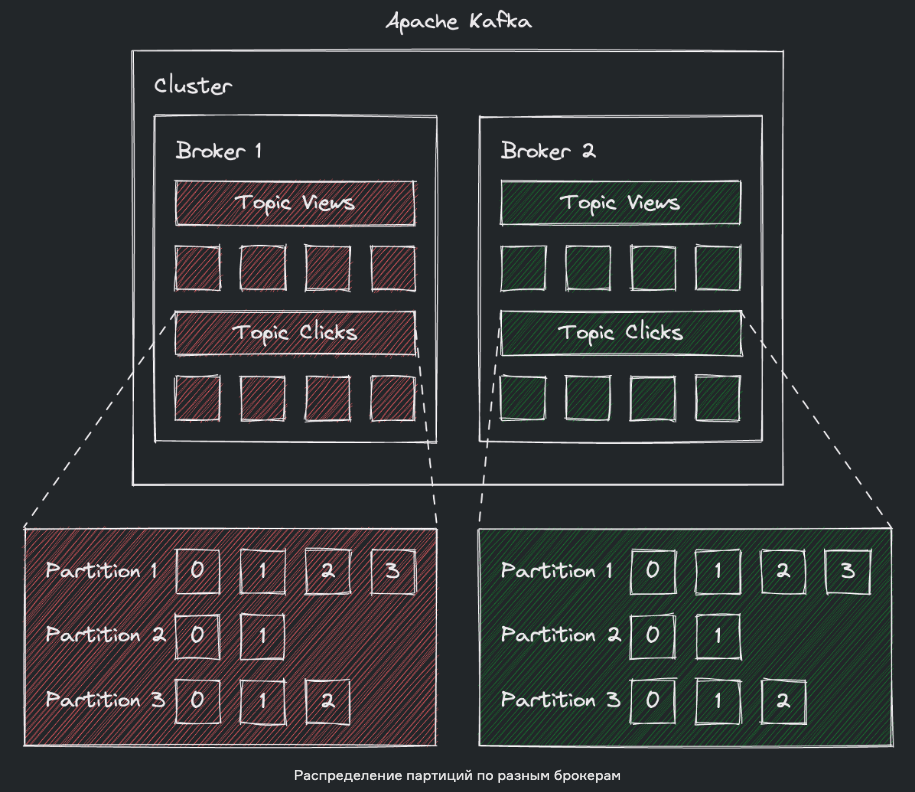 Apache Kafka
Cluster
Broker 1
Topic Views
Topic Clicks
Broker 2
Topic Views
Topic Clicks
Partition 1 0 1 2 3
Partition 2 0 1
Partition 3 0 1 2
Partition 1 0 1 2 3
Partition 2 0 1
Partition 3 0 1 2
Распределение партиций по разным брокерам